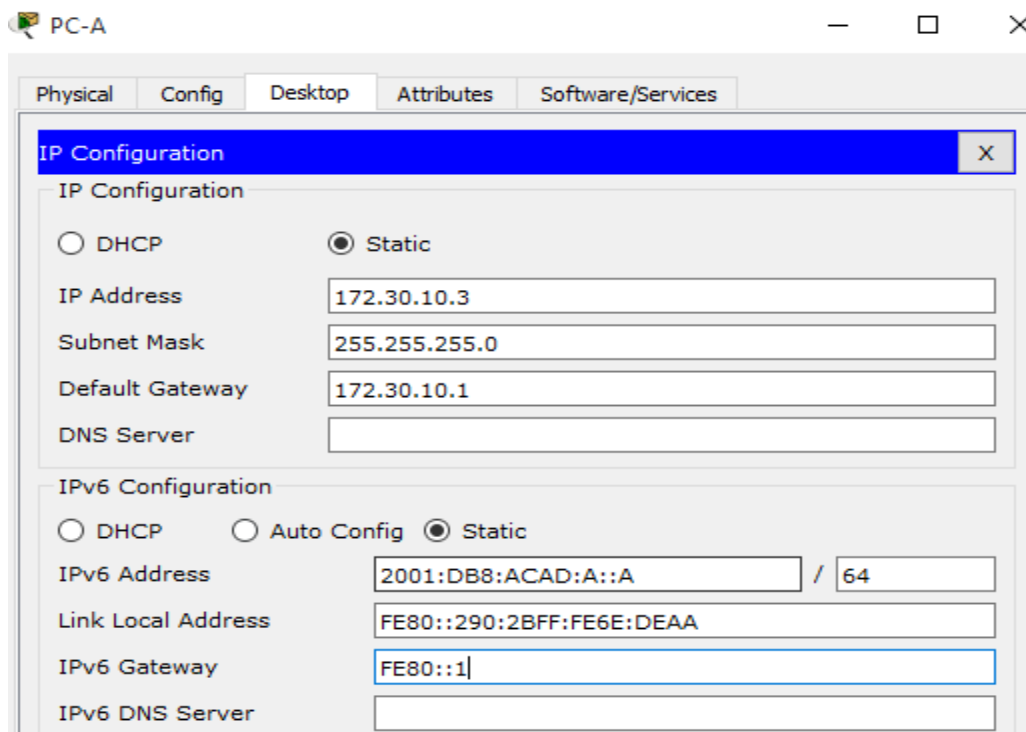 PC-A
Physical Config Desktop Attributes Software/Services
IP Configuration X
IP Configuration
DHCP Static
IP Address 172.30.10.3
Subnet Mask 255.255.255.0
Default Gateway 172.30.10.1
DNS Server
IPv6 Configuration
DHCP Auto Config Static
IPv6 Address 2001:DB8:ACAD:A::A / 64
Link Local Address FE80::290:2BFF:FE6E:DEAA
IPv6 Gateway FE80::1
IPv6 DNS Server